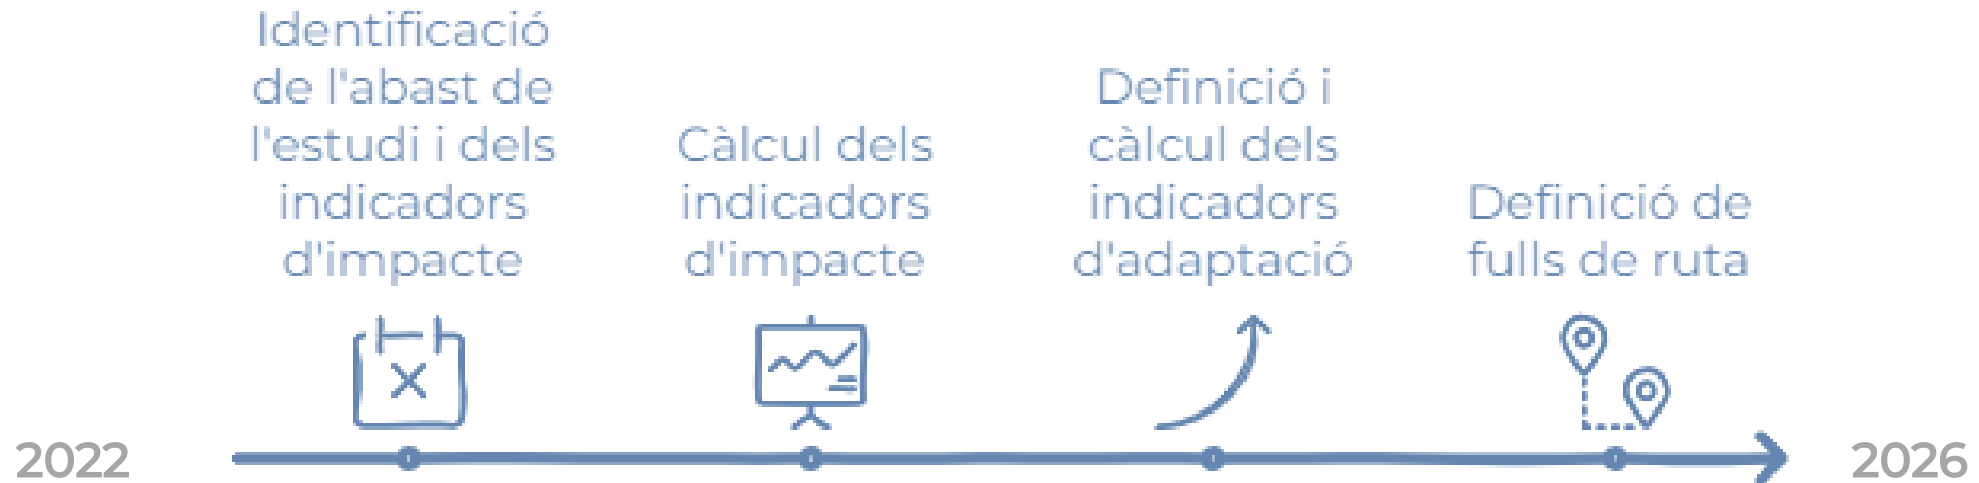 Identificació
de l'abast de
l'estudi i dels
indicadors
d'impacte
Càlcul dels
indicadors
d'impacte
Definició i
càlcul dels
indicadors
d'adaptació
Definició de
fulls de ruta
2022
2026